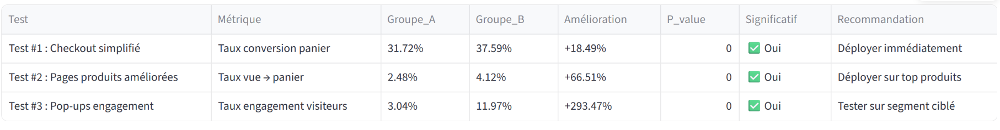 Test Métrique Groupe_A Groupe_B Amélioration P_value Significatif Recommandation
Test #1 : Checkout simplifié Taux conversion panier 31.72% 37.59% +18.49% 0 ✅ Oui Déployer immédiatement
Test #2 : Pages produits améliorées Taux vue → panier 2.48% 4.12% +66.51% 0 ✅ Oui Déployer sur top produits
Test #3 : Pop-ups engagement Taux engagement visiteurs 3.04% 11.97% +293.47% 0 ✅ Oui Tester sur segment ciblé